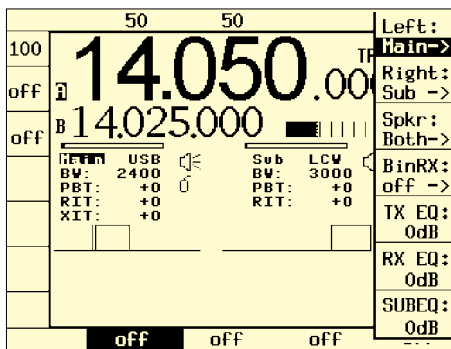 50 50
100
off
off
A 14.050.00
B 14.025.000
Main USB
BW: 2400
PBT: +0
RIT: +0
XIT: +0
Sub LCW
BW: 3000
PBT: +0
RIT: +0
Left:
Main->
Right:
Sub ->
Spkr:
Both->
BinRX:
off ->
TX EQ:
0dB
RX EQ:
0dB
SUBEQ:
0dB
off off off